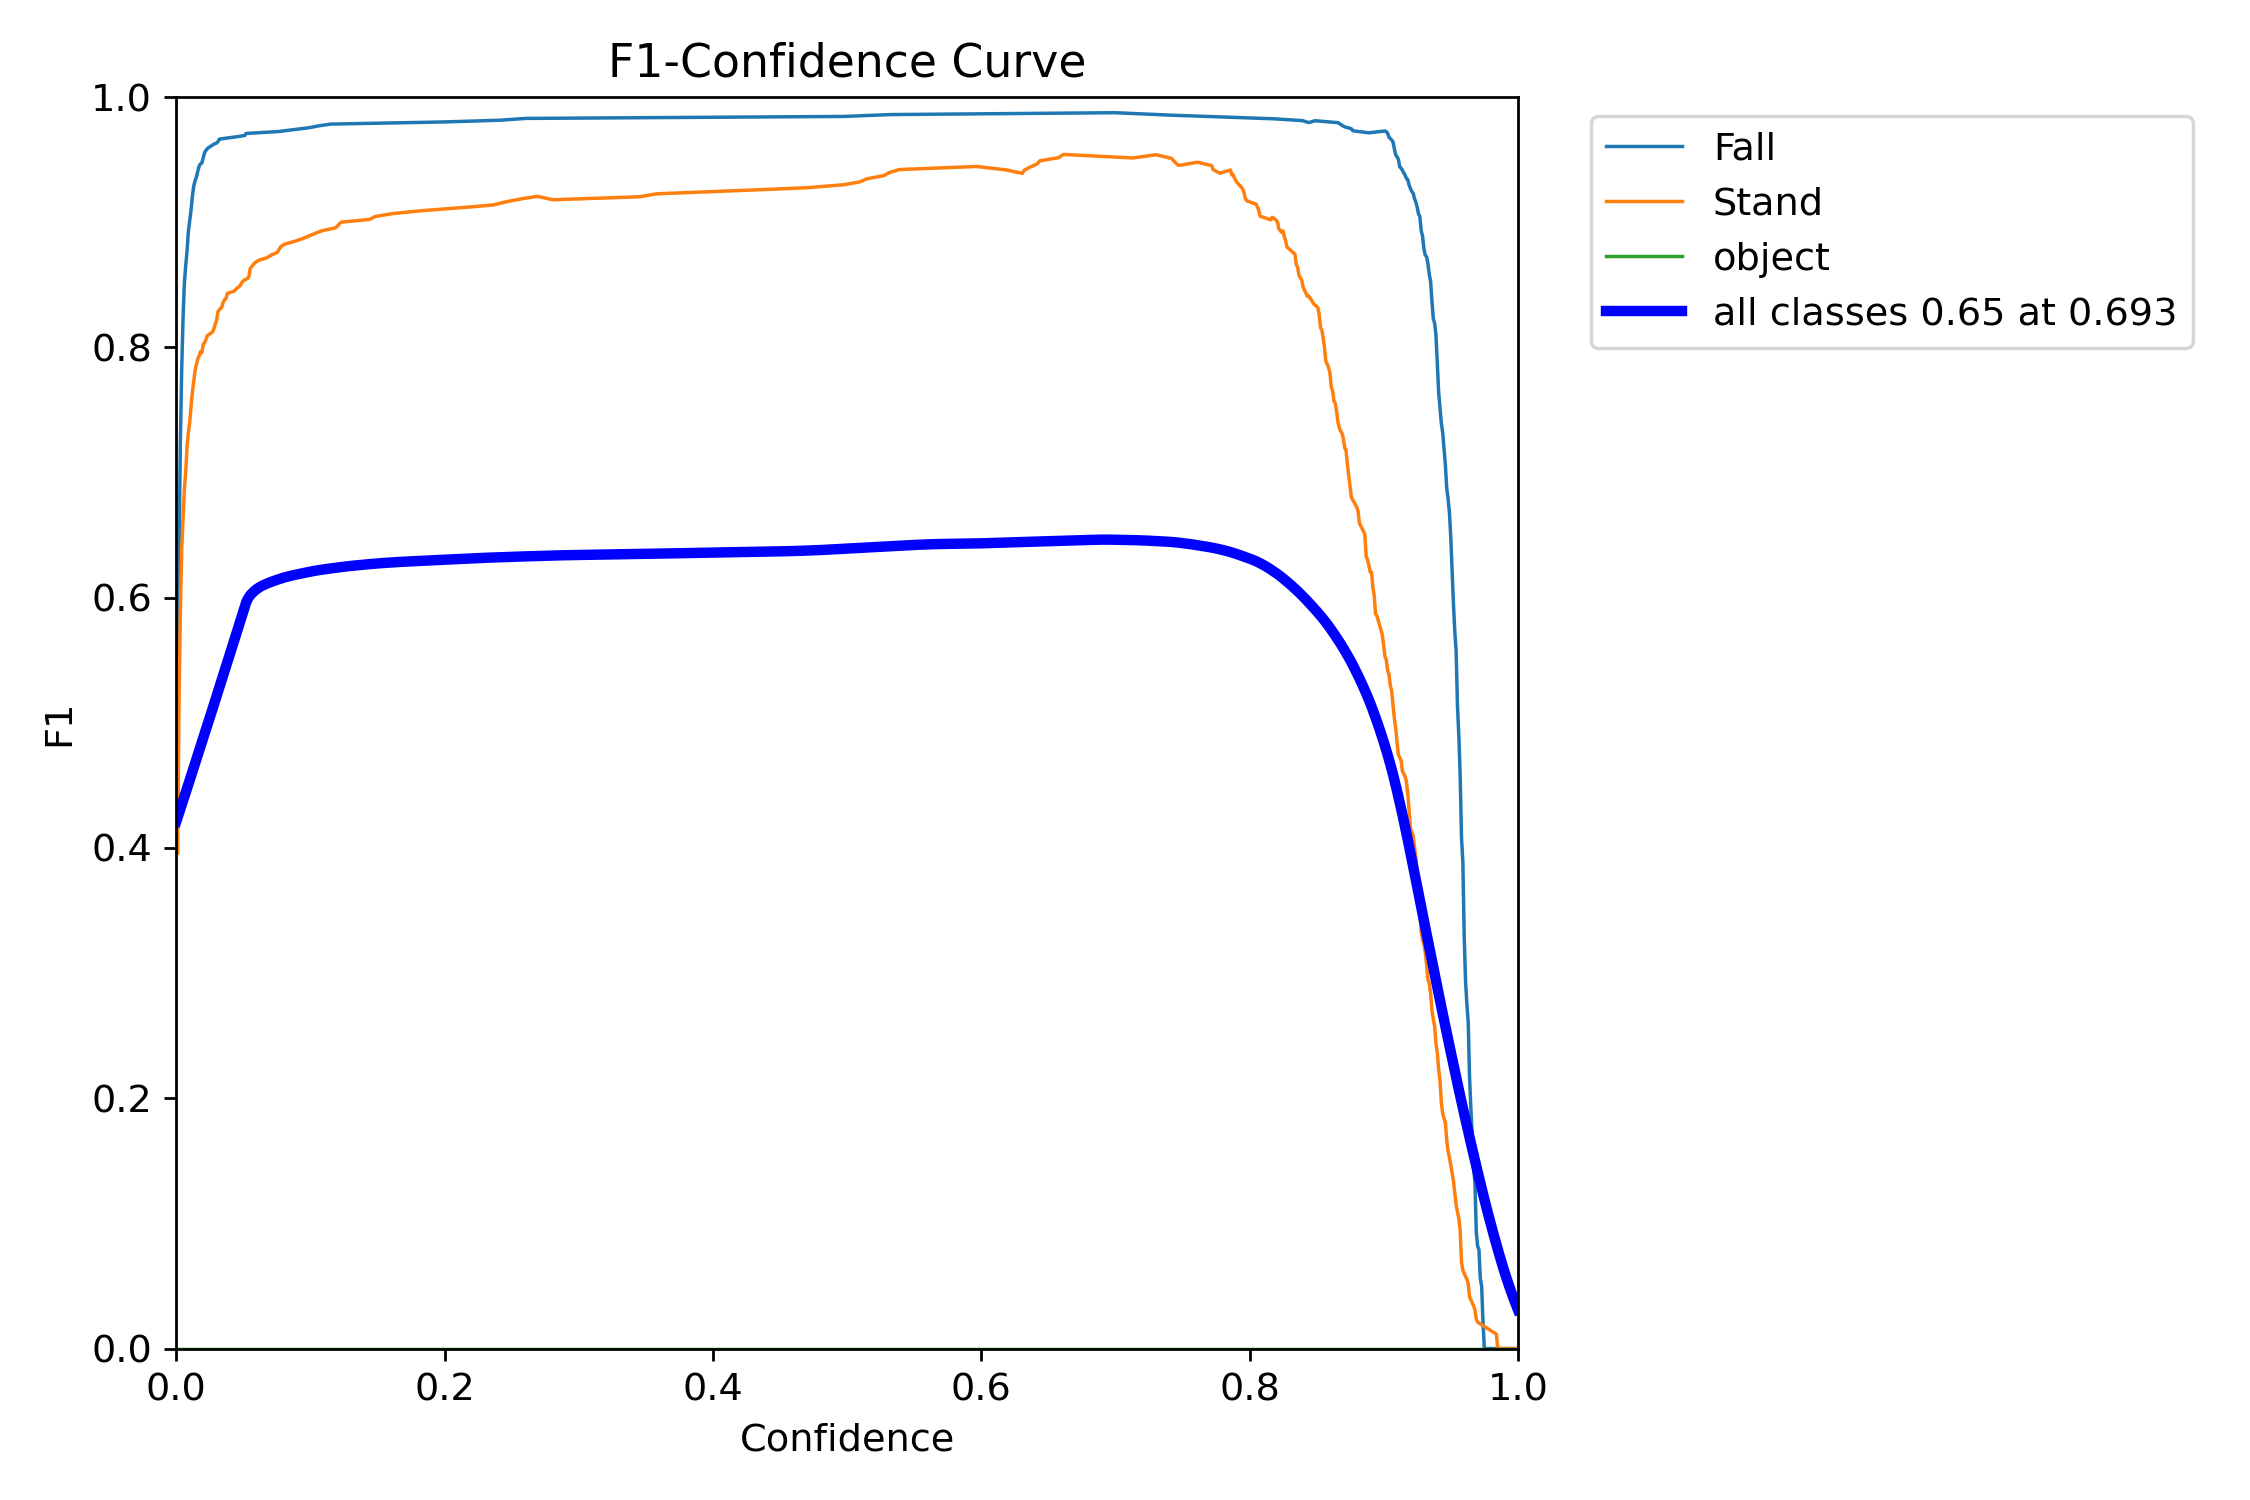 F1-Confidence Curve
1.0
0.8
0.6
0.4
0.2
0.0
F1
0.0 0.2 0.4 0.6 0.8 1.0
Confidence
Fall
Stand
object
all classes 0.65 at 0.693